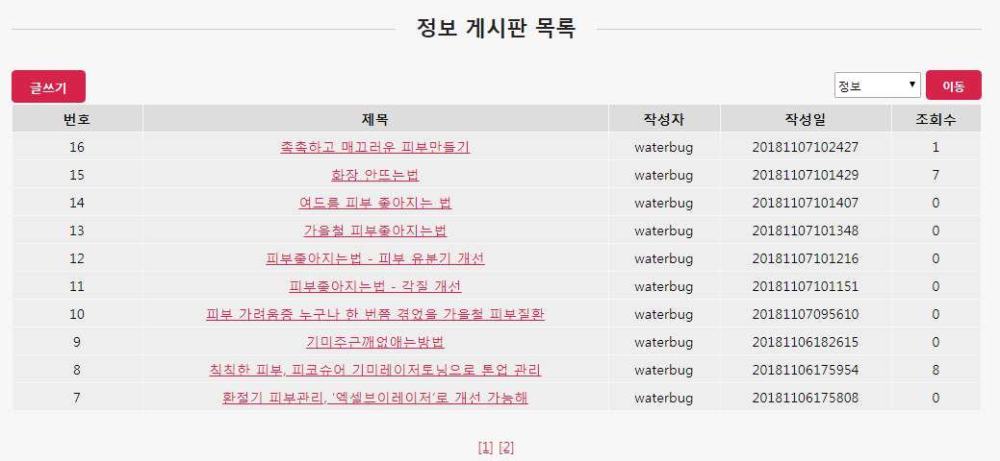 정보 게시판 목록
글쓰기 정보 이동
번호 제목 작성자 작성일 조회수
16 촉촉하고 매끄러운 피부만들기 waterbug 20181107102427 1
15 화장 안뜨는법 waterbug 20181107101429 7
14 여드름 피부 좋아지는 법 waterbug 20181107101407 0
13 가을철 피부좋아지는법 waterbug 20181107101348 0
12 피부좋아지는법 - 피부 유분기 개선 waterbug 20181107101216 0
11 피부좋아지는법 - 각질 개선 waterbug 20181107101151 0
10 피부 가려움증 누구나 한 번쯤 겪었을 가을철 피부질환 waterbug 20181107095610 0
9 기미주근깨없애는방법 waterbug 20181106182615 0
8 칙칙한 피부, 피코슈어 기미레이저토닝으로 톤업 관리 waterbug 20181106175954 8
7 환절기 피부관리, '엑셀브이레이저'로 개선 가능해 waterbug 20181106175808 0
[1] [2]